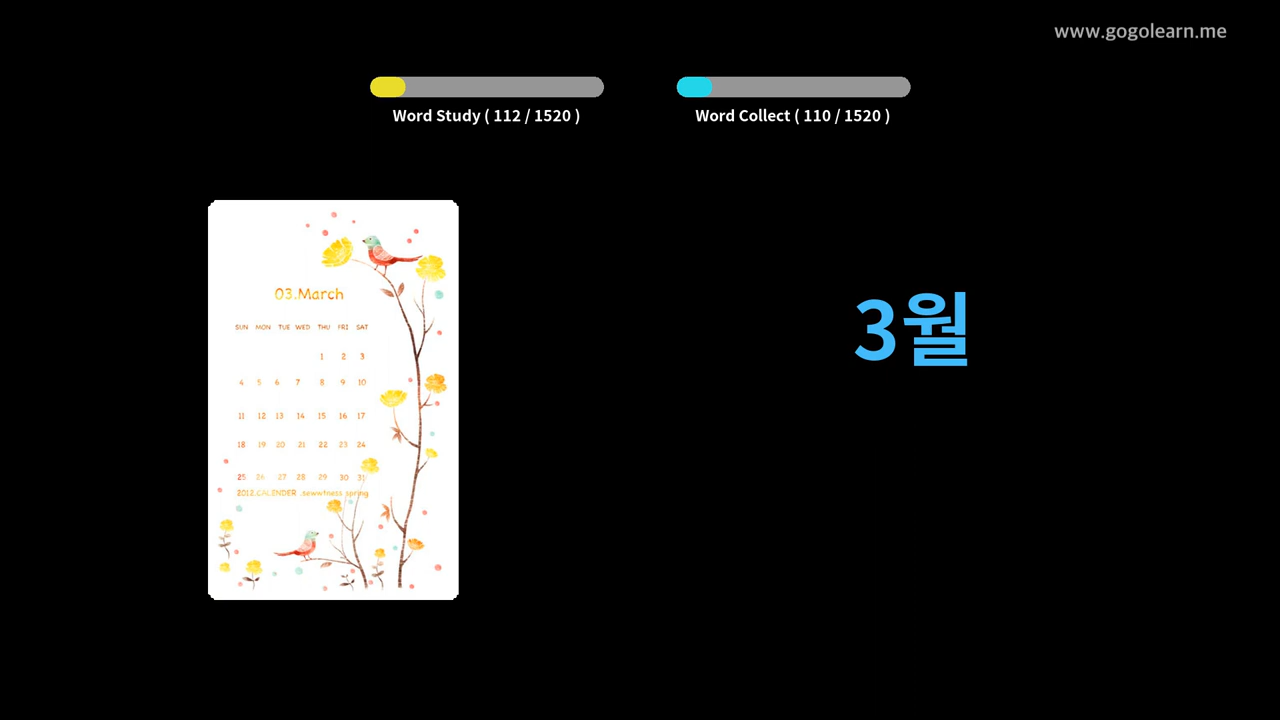 www.gogolearn.me
Word Study ( 112 / 1520 )
Word Collect ( 110 / 1520 )
03.March
SUN MON TUE WED THU FRI SAT
1 2 3
4 5 6 7 8 9 10
11 12 13 14 15 16 17
18 19 20 21 22 23 24
25 26 27 28 29 30 31
2012.CALENDER .sewwtness spring
3월